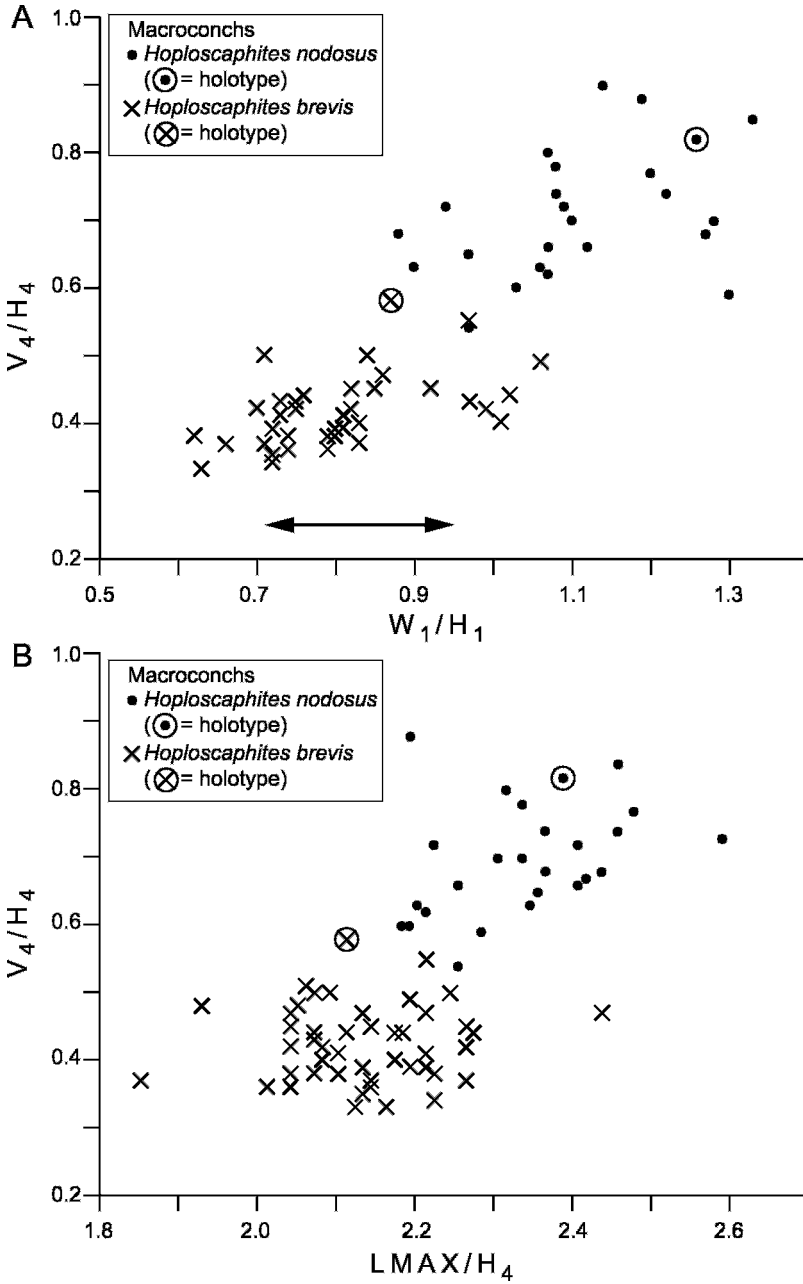 A
Macroconchs
Hoploscaphites nodosus
(= holotype)
Hoploscaphites brevis
(= holotype)
1.0
0.8
0.6
0.4
0.2
V4/H4
0.5 0.7 0.9 1.1 1.3
W1/H1
B
Macroconchs
Hoploscaphites nodosus
(= holotype)
Hoploscaphites brevis
(= holotype)
1.0
0.8
0.6
0.4
0.2
V4/H4
1.8 2.0 2.2 2.4 2.6
LMAX/H4